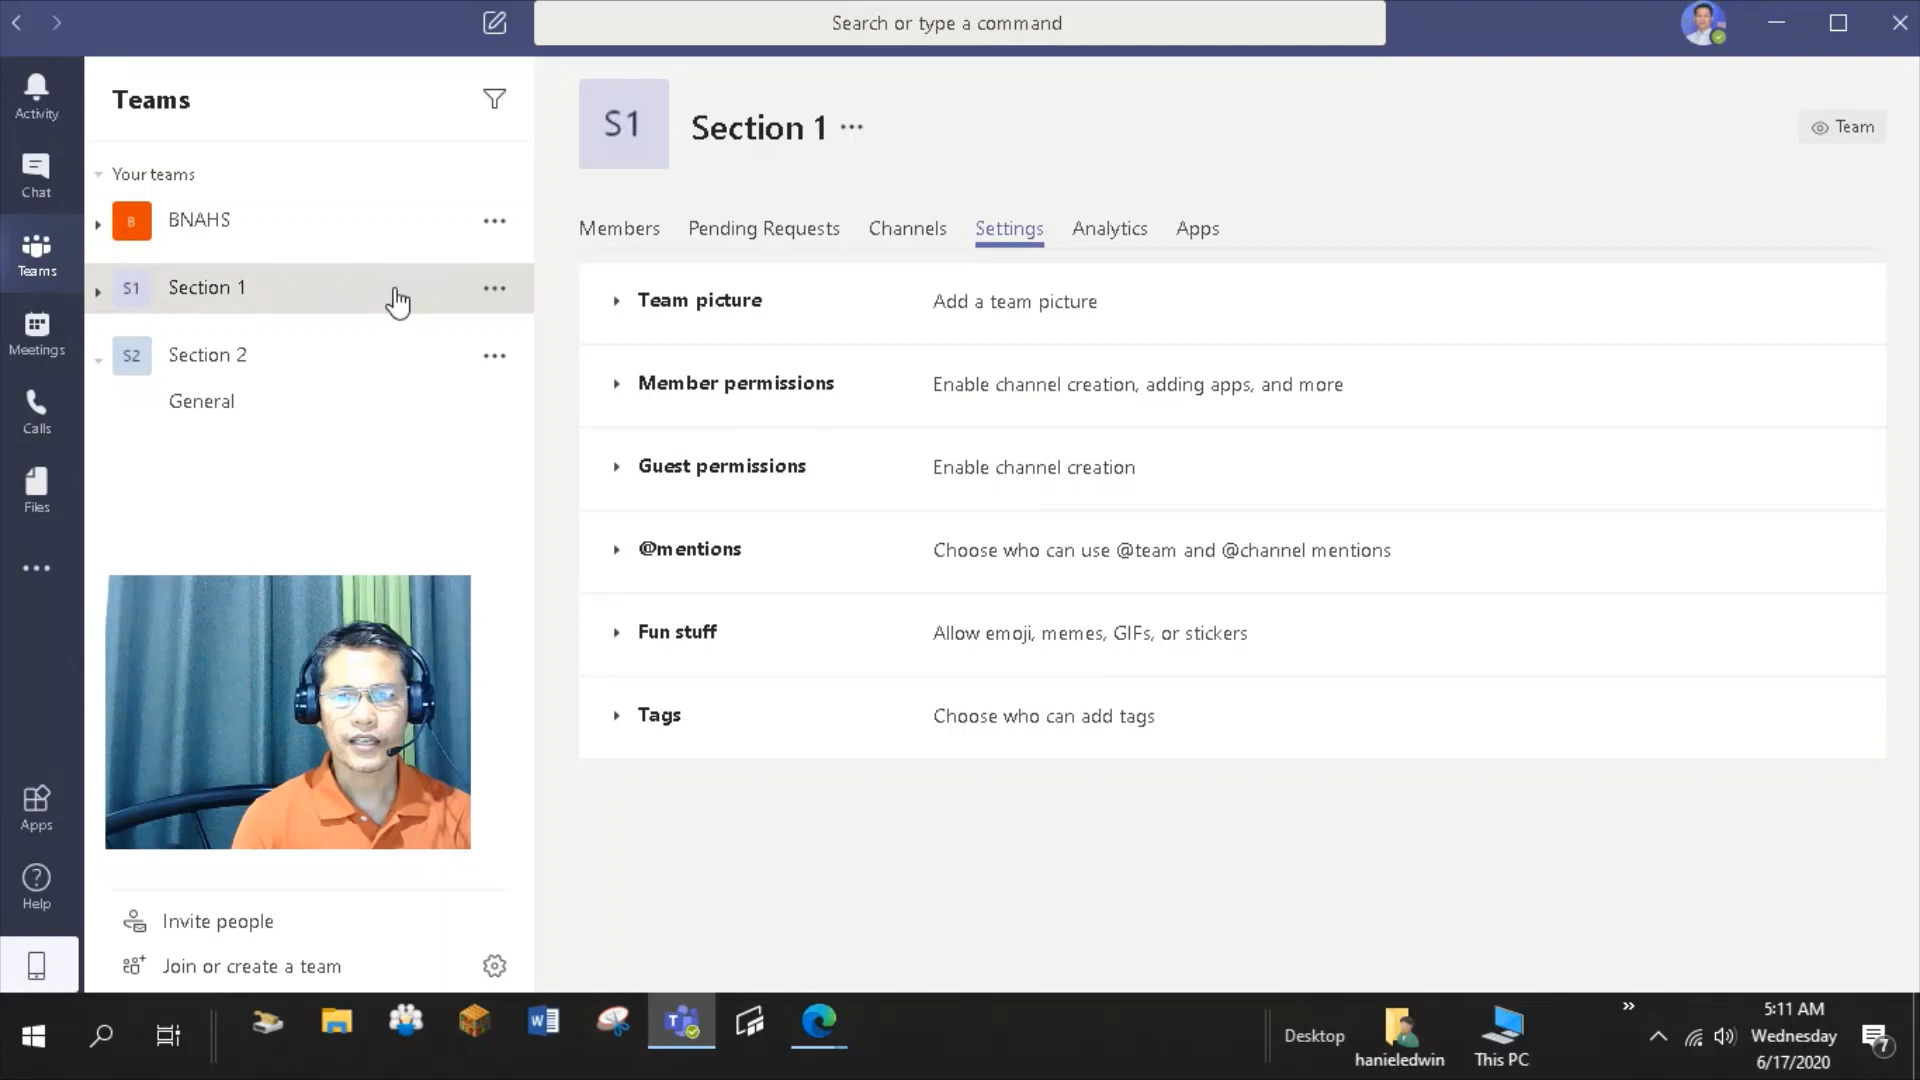 Search or type a command
Activity
Chat
Teams
Meetings
Calls
Files
Apps
Help
Teams
Your teams
B
BNAHS
S1
Section 1
S2
Section 2
General
Invite people
Join or create a team
S1
Section 1
Team
Members
Pending Requests
Channels
Settings
Analytics
Apps
Team picture
Add a team picture
Member permissions
Enable channel creation, adding apps, and more
Guest permissions
Enable channel creation
@mentions
Choose who can use @team and @channel mentions
Fun stuff
Allow emoji, memes, GIFs, or stickers
Tags
Choose who can add tags
W
T
Desktop
hanieledwin
This PC
5:11 AM
Wednesday
6/17/2020
7